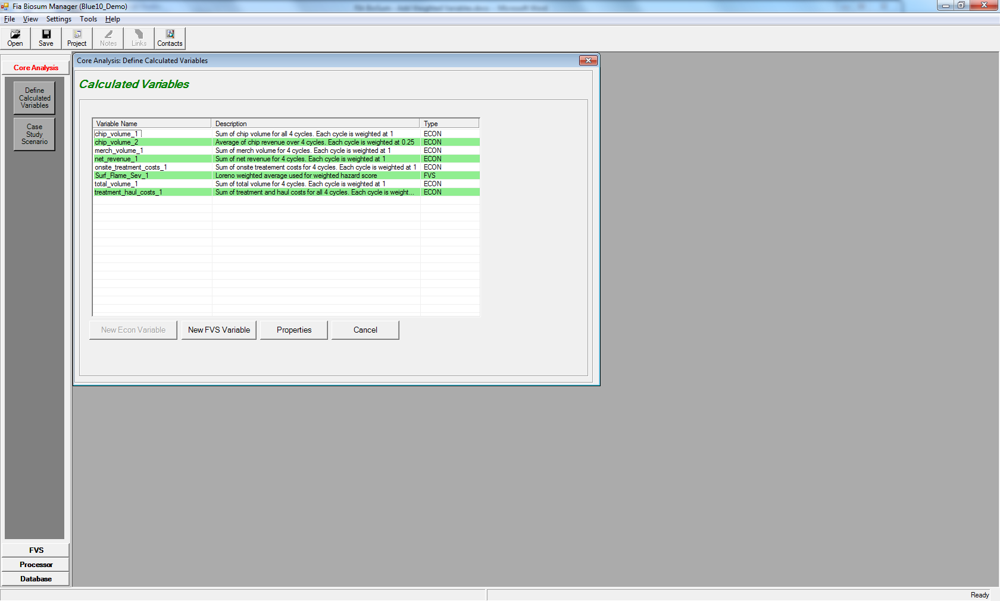 Fia Biosum Manager (Blue10_Demo)
File View Settings Tools Help
Open Save Project Notes Links Contacts
Core Analysis
Define
Calculated
Variables
Case
Study
Scenario
FVS
Processor
Database
Core Analysis: Define Calculated Variables
Calculated Variables
Variable Name Description Type
chip_volume_1 Sum of chip volume for all 4 cycles. Each cycle is weighted at 1 ECON
chip_volume_2 Average of chip revenue over 4 cycles. Each cycle is weighted at 0.25 ECON
merch_volume_1 Sum of merch volume for 4 cycles. Each cycle is weighted at 1 ECON
net_revenue_1 Sum of net revenue for 4 cycles. Each cycle is weighted at 1 ECON
onsite_treatment_costs_1 Sum of onsite treatement costs for 4 cycles. Each cycle is weighted at 1 ECON
Surf_Flame_Sev_1 Loreno weighted average used for weighted hazard score FVS
total_volume_1 Sum of total volume for 4 cycles. Each cycle is weighted at 1 ECON
treatment_haul_costs_1 Sum of treatment and haul costs for all 4 cycles. Each cycle is weight... ECON
New Econ Variable New FVS Variable Properties Cancel
Ready